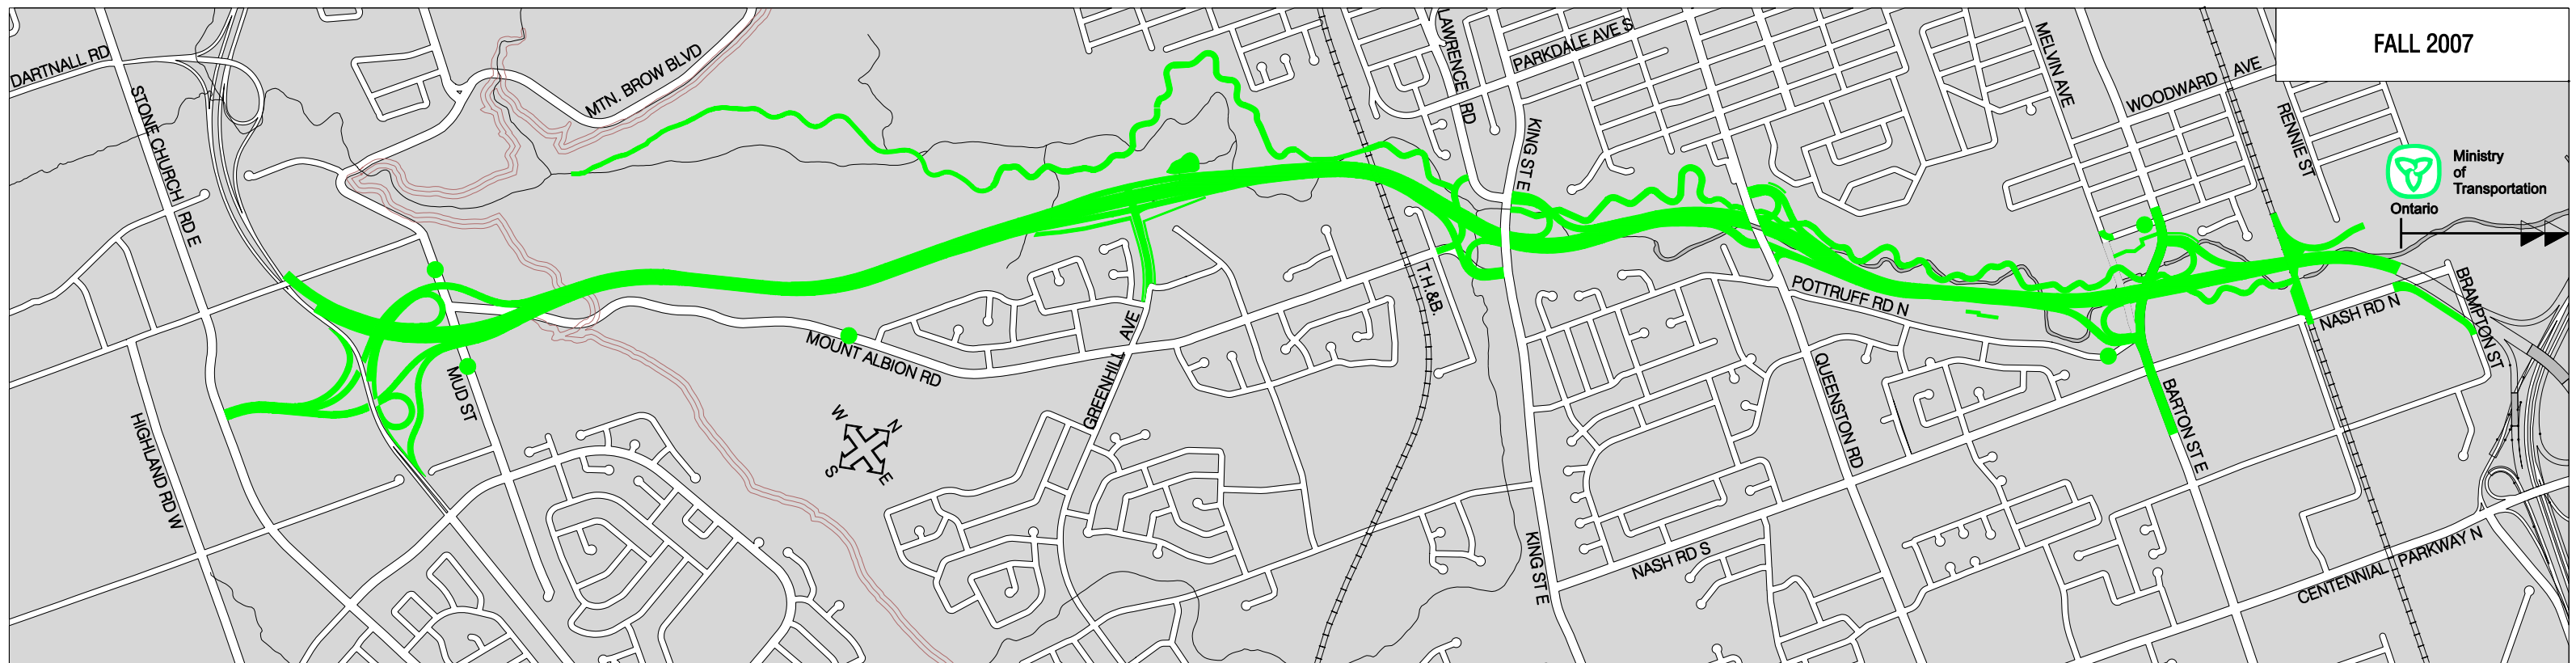 FALL 2007
DARTNALL RD
STONE CHURCH RD E
MTN. BROW BLVD
LAWRENCE RD
PARKDALE AVE S
MELVIN AVE
WOODWARD AVE
RENNIE ST
KING ST E
Ministry
of
Transportation
Ontario
T.H.&B.
POTTRUFF RD N
NASH RD N
BRAMPTON ST
MOUNT ALBION RD
GREENHILL AVE
MUD ST
HIGHLAND RD W
W
N
S
E
QUEENSTON RD
BARTON ST E
KING ST E
NASH RD S
CENTENNIAL PARKWAY N